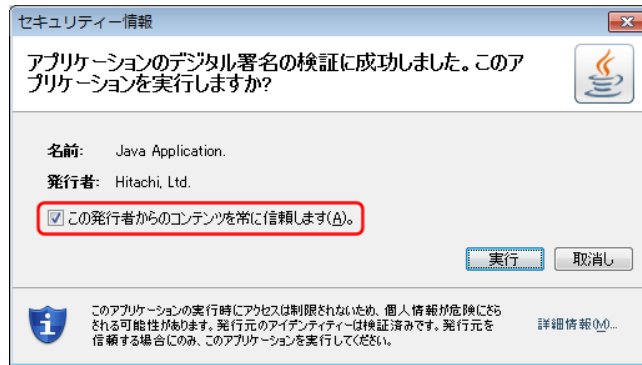 セキュリティー情報
アプリケーションのデジタル署名の検証に成功しました。このア
プリケーションを実行しますか?
名前: Java Application.
発行者: Hitachi, Ltd.
この発行者からのコンテンツを常に信頼します(A)。
実行 取消し
このアプリケーションの実行時にアクセスは制限されないため、個人情報が危険にさら
される可能性があります。発行元のアイデンティティーは検証済みです。発行元を
信頼する場合にのみ、このアプリケーションを実行してください。
詳細情報(M)...